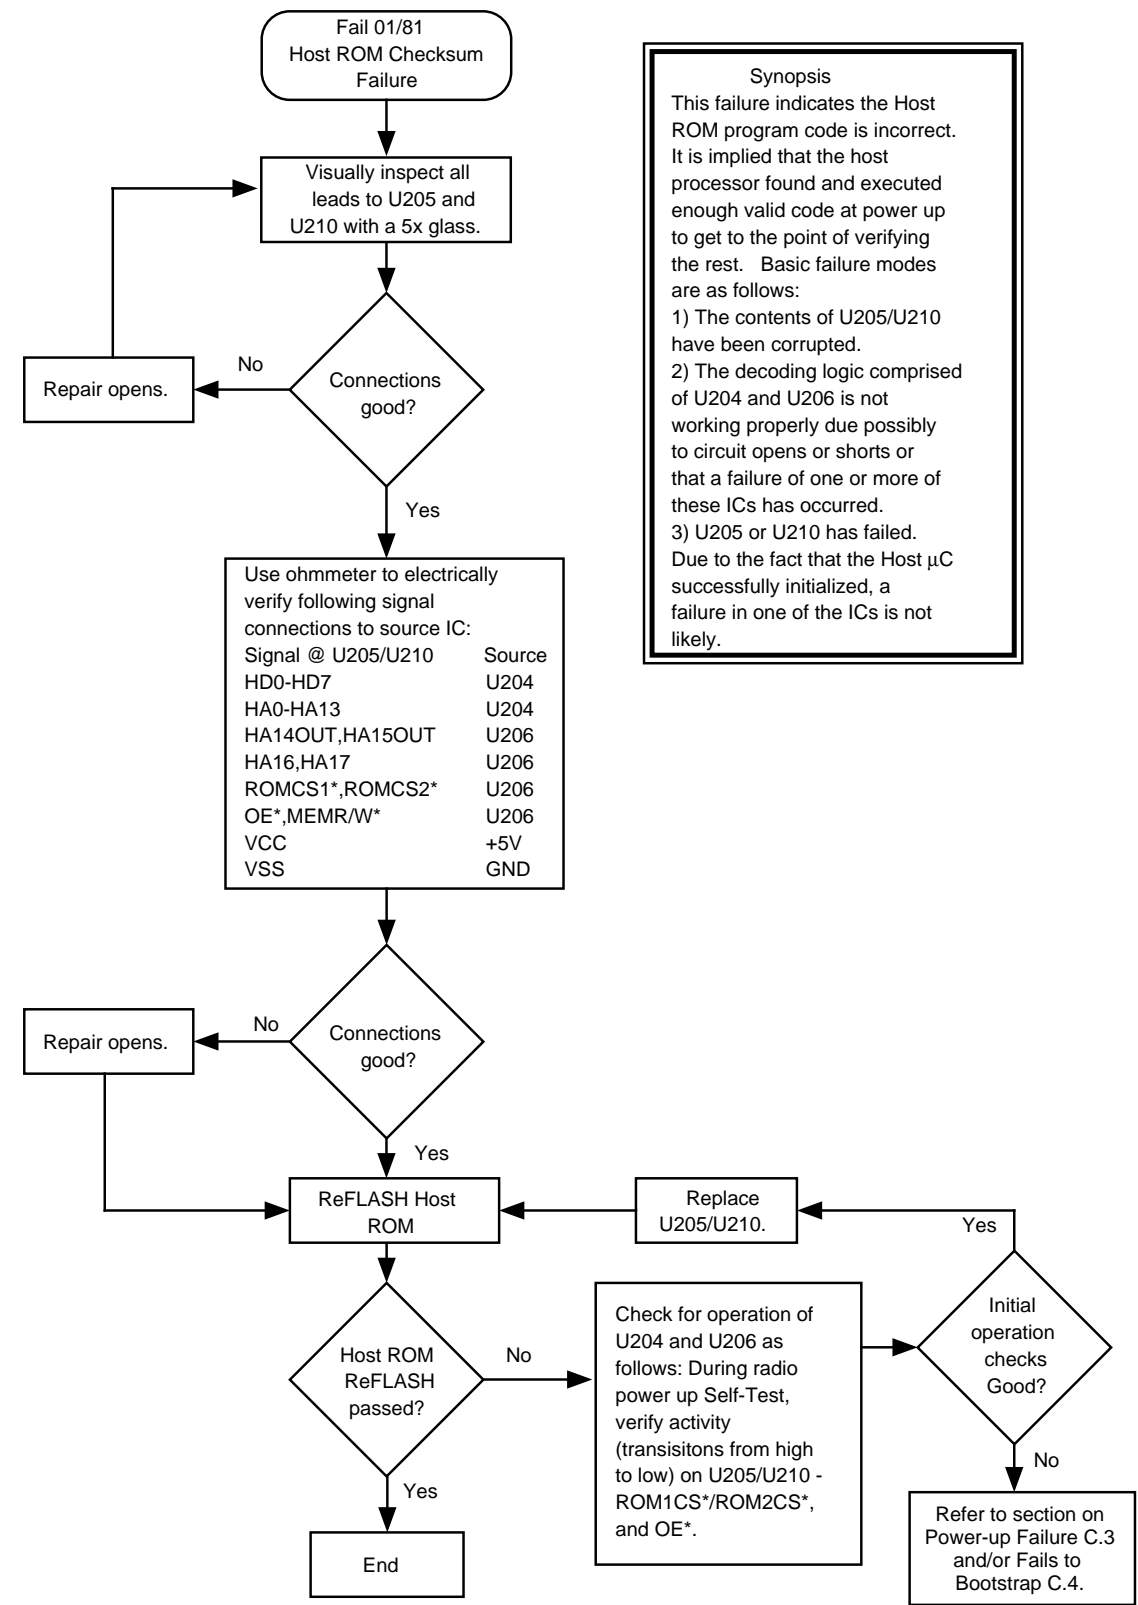 Fail 01/81
Host ROM Checksum
Failure
Visually inspect all
leads to U205 and
U210 with a 5x glass.
No
Repair opens.
Connections
good?
Yes
Use ohmmeter to electrically
verify following signal
connections to source IC:
Signal @ U205/U210 Source
HD0-HD7 U204
HA0-HA13 U204
HA14OUT,HA15OUT U206
HA16,HA17 U206
ROMCS1*,ROMCS2* U206
OE*,MEMR/W* U206
VCC +5V
VSS GND
No
Repair opens.
Connections
good?
Yes
ReFLASH Host
ROM
Replace
U205/U210.
Yes
Host ROM
ReFLASH
passed?
No
Yes
End
Check for operation of
U204 and U206 as
follows: During radio
power up Self-Test,
verify activity
(transisitons from high
to low) on U205/U210 -
ROM1CS*/ROM2CS*,
and OE*.
Initial
operation
checks
Good?
No
Refer to section on
Power-up Failure C.3
and/or Fails to
Bootstrap C.4.
Synopsis
This failure indicates the Host
ROM program code is incorrect.
It is implied that the host
processor found and executed
enough valid code at power up
to get to the point of verifying
the rest. Basic failure modes
are as follows:
1) The contents of U205/U210
have been corrupted.
2) The decoding logic comprised
of U204 and U206 is not
working properly due possibly
to circuit opens or shorts or
that a failure of one or more of
these ICs has occurred.
3) U205 or U210 has failed.
Due to the fact that the Host µC
successfully initialized, a
failure in one of the ICs is not
likely.